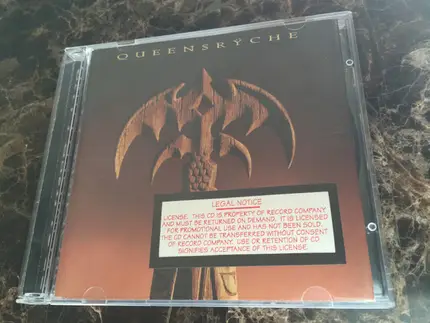 QUEENSRŸCHE
LEGAL NOTICE
LICENSE. THIS CD IS PROPERTY OF RECORD COMPANY
AND MUST BE RETURNED ON DEMAND. IT IS LICENSED
FOR PROMOTIONAL USE AND HAS NOT BEEN SOLD.
THE CD CANNOT BE TRANSFERRED WITHOUT CONSENT
OF RECORD COMPANY. USE OR RETENTION OF CD
SIGNIFIES ACCEPTANCE OF THIS LICENSE.